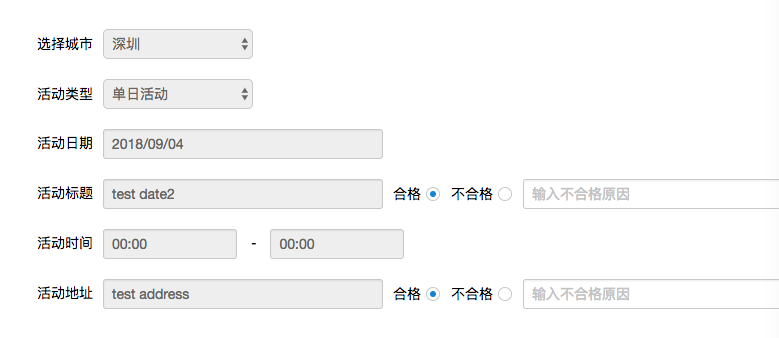 选择城市 深圳
活动类型 单日活动
活动日期 2018/09/04
活动标题 test date2 合格 不合格 输入不合格原因
活动时间 00:00 - 00:00
活动地址 test address 合格 不合格 输入不合格原因